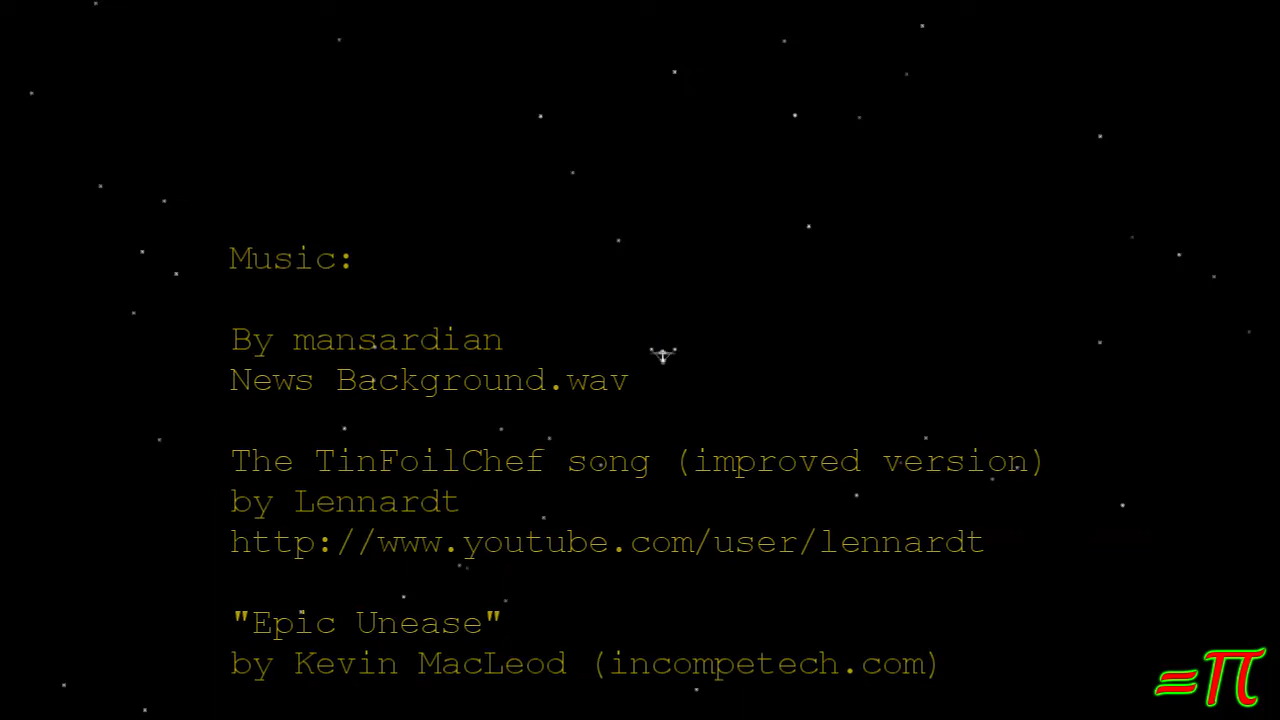 Music:
By mansardian
News Background.wav
The TinFoilChef song (improved version)
by Lennardt
http://www.youtube.com/user/lennardt
"Epic Unease"
by Kevin MacLeod (incompetech.com)
=π